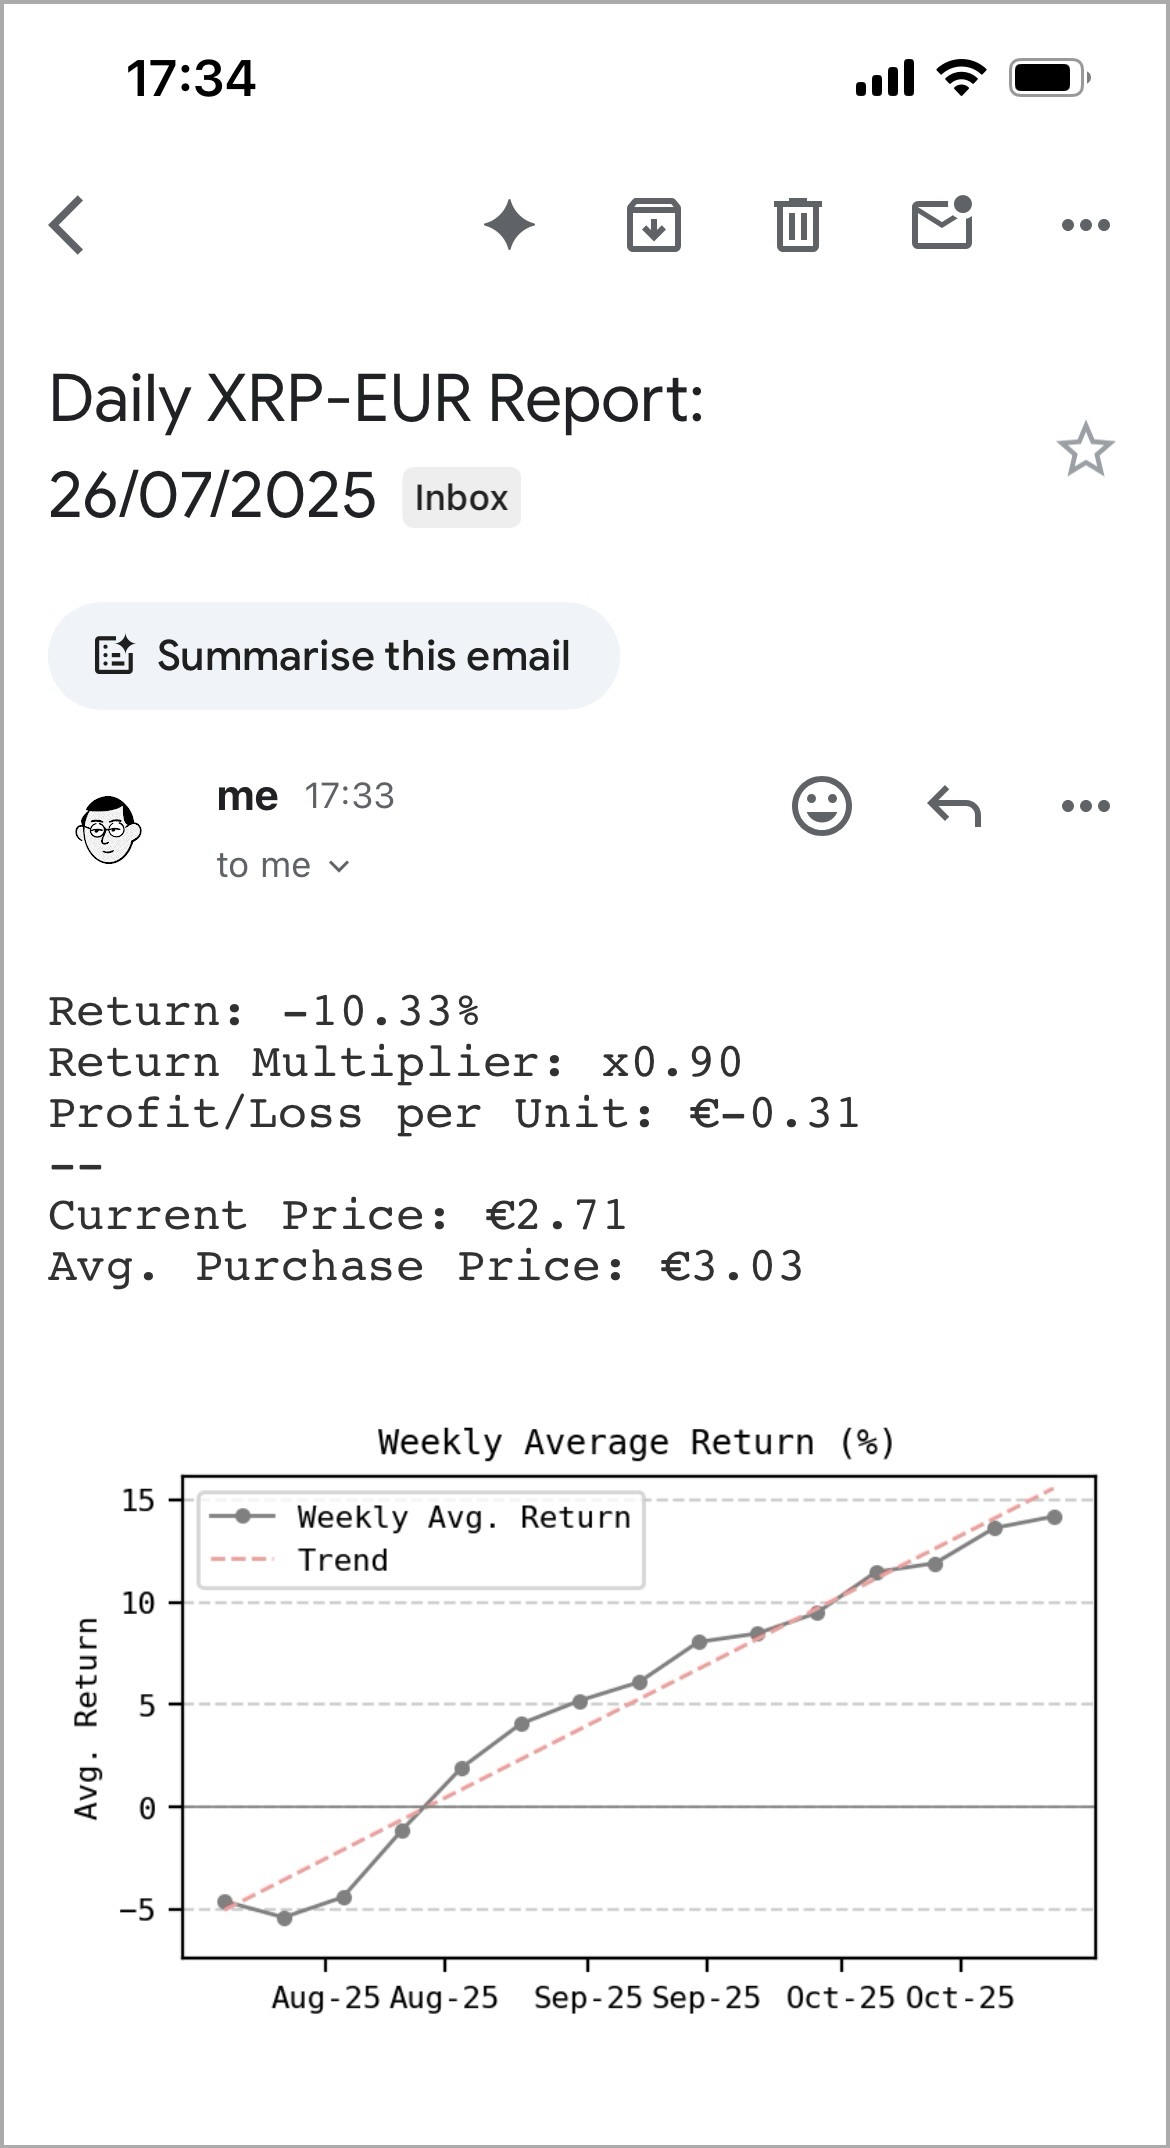 17:34
Daily XRP-EUR Report:
26/07/2025 Inbox
Summarise this email
me 17:33
to me
Return: -10.33%
Return Multiplier: x0.90
Profit/Loss per Unit: €-0.31
--
Current Price: €2.71
Avg. Purchase Price: €3.03
Weekly Average Return (%)
Weekly Avg. Return
Trend
Avg. Return
15
10
5
0
−5
Aug-25 Aug-25 Sep-25 Sep-25 Oct-25 Oct-25